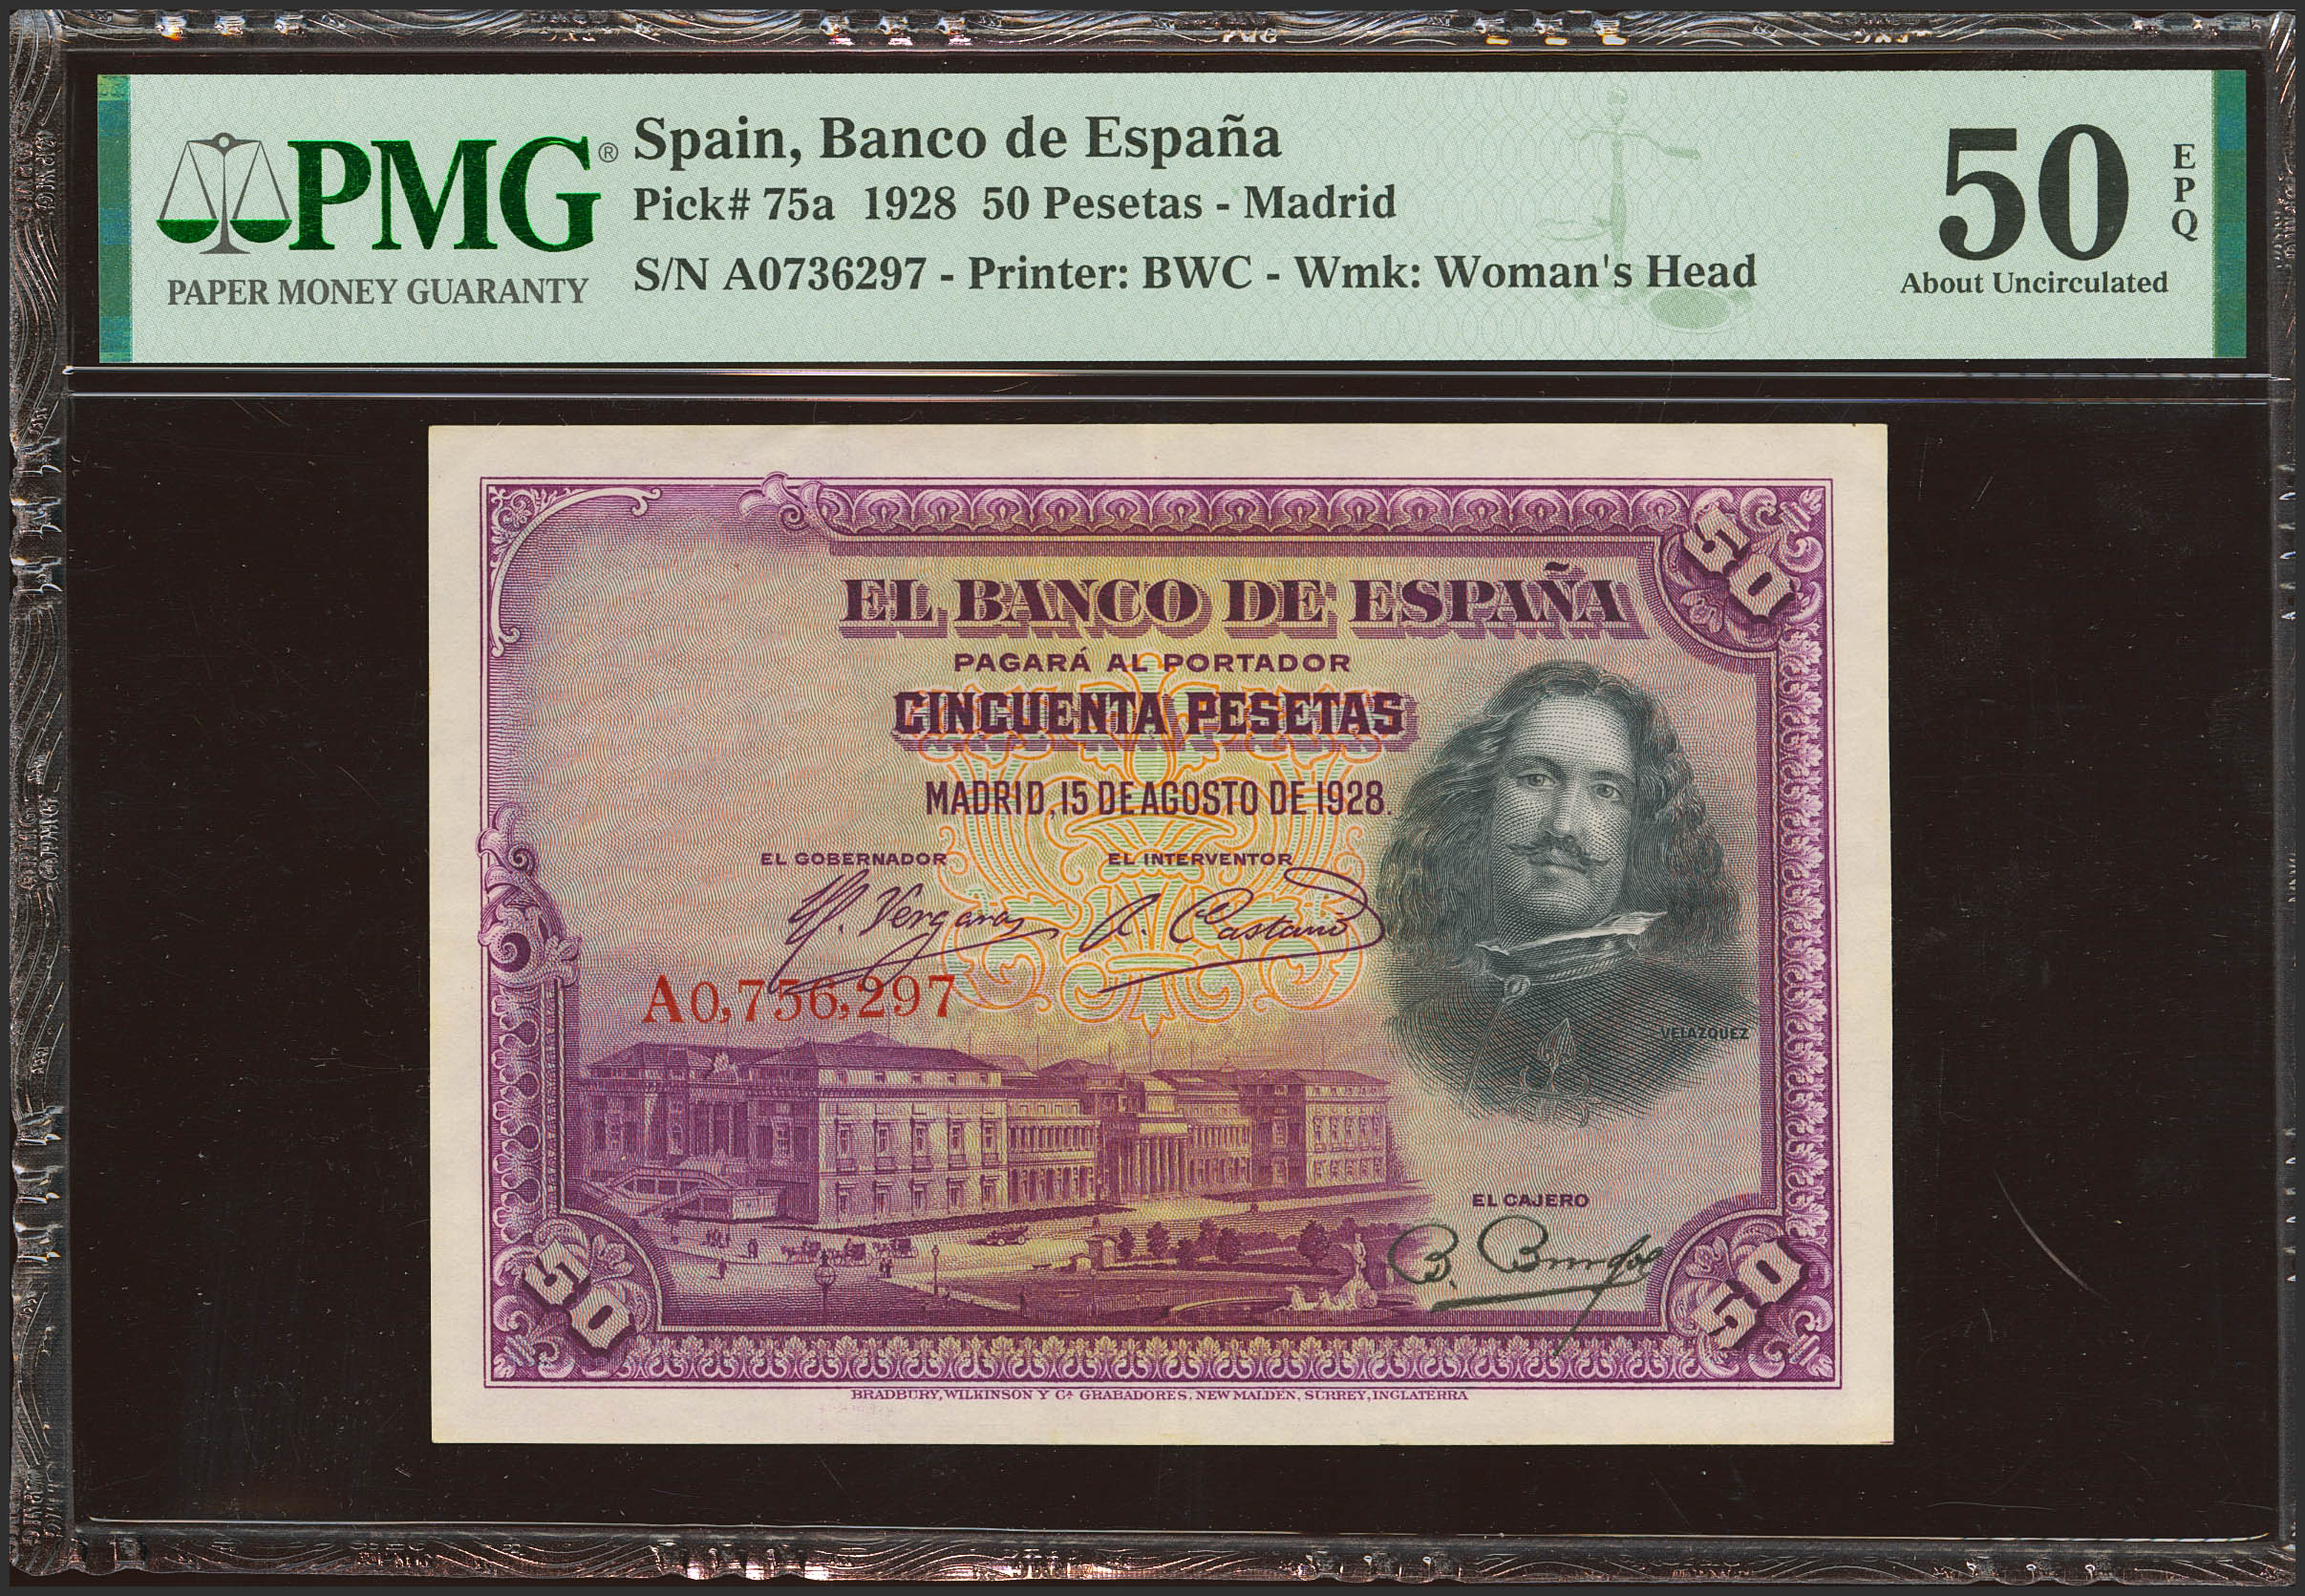 PMG®
PAPER MONEY GUARANTY
Spain, Banco de España
Pick# 75a 1928 50 Pesetas - Madrid
S/N A0736297 - Printer: BWC - Wmk: Woman's Head
50
EPQ
About Uncirculated
50
EL BANCO DE ESPAÑA
PAGARÁ AL PORTADOR
CINCUENTA PESETAS
MADRID, 15 DE AGOSTO DE 1928.
EL GOBERNADOR
EL INTERVENTOR
A0,736,297
VELAZQUEZ
EL CAJERO
50
50
BRADBURY, WILKINSON Y Cª GRABADORES, NEW MALDEN, SURREY, INGLATERRA